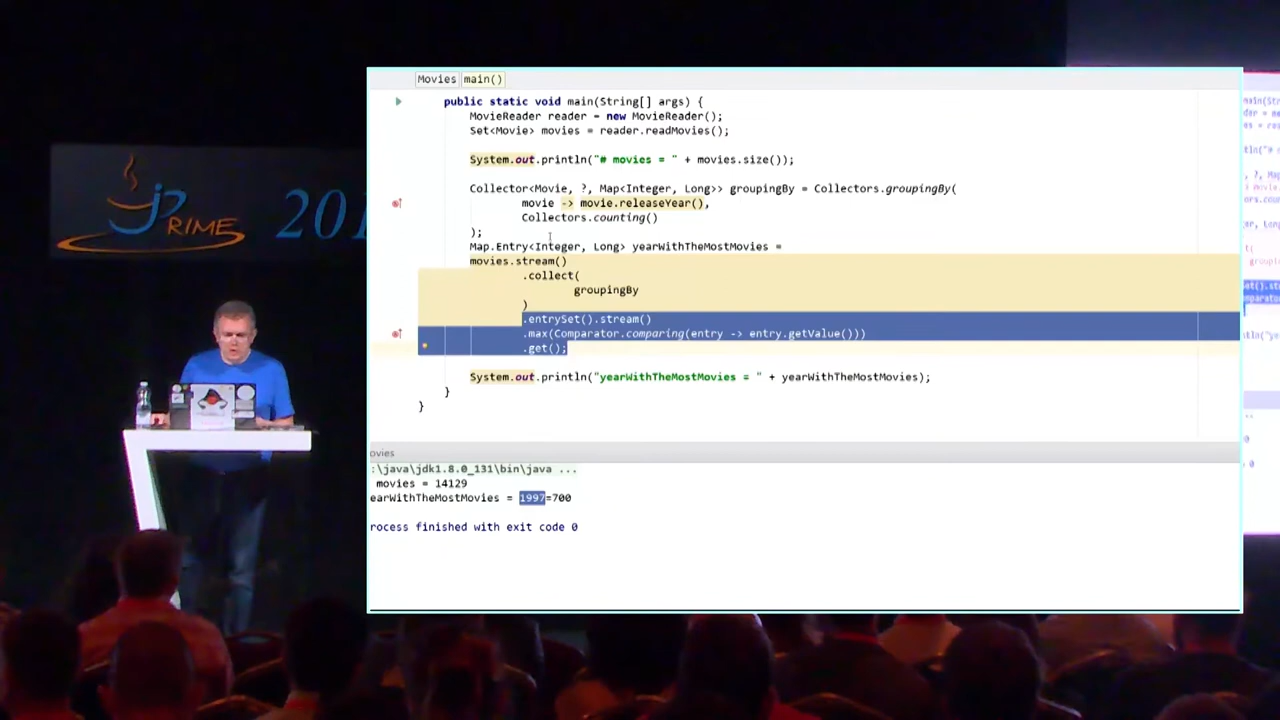 JPRIME 201
Movies main()
public static void main(String[] args) {
MovieReader reader = new MovieReader();
Set<Movie> movies = reader.readMovies();
System.out.println("# movies = " + movies.size());
Collector<Movie, ?, Map<Integer, Long>> groupingBy = Collectors.groupingBy(
movie -> movie.releaseYear(),
Collectors.counting()
);
Map.Entry<Integer, Long> yearWithTheMostMovies =
movies.stream()
.collect(
groupingBy
)
.entrySet().stream()
.max(Comparator.comparing(entry -> entry.getValue()))
.get();
System.out.println("yearWithTheMostMovies = " + yearWithTheMostMovies);
}
}
ovies
:\java\jdk1.8.0_131\bin\java ...
movies = 14129
earWithTheMostMovies = 1997=700
rocess finished with exit code 0